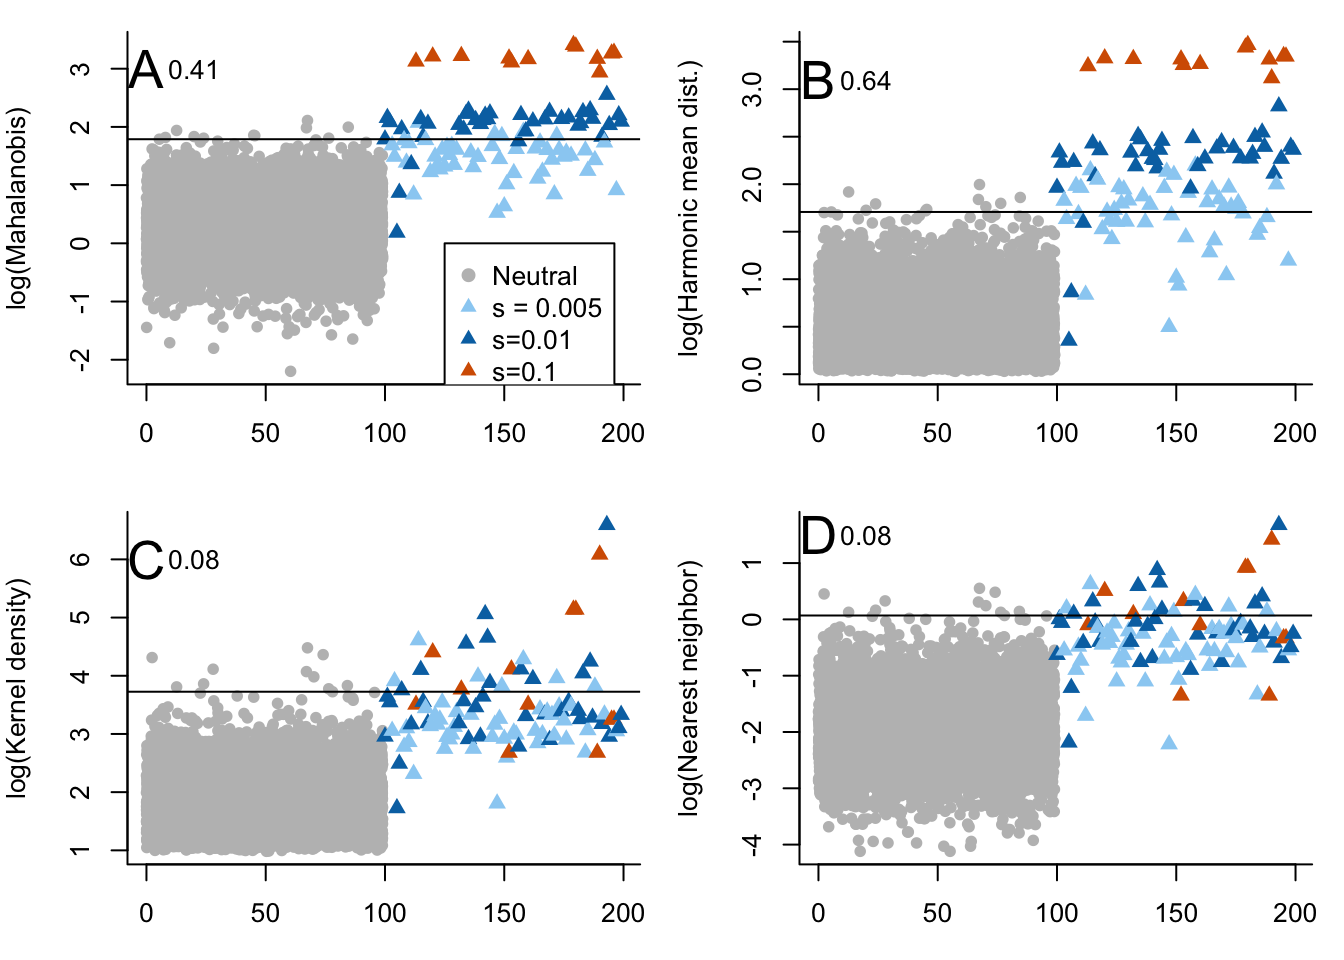 A 0.41
log(Mahalanobis)
3
2
1
0
-1
-2
Neutral
s = 0.005
s=0.01
s=0.1
0 50 100 150 200
B 0.64
log(Harmonic mean dist.)
3.0
2.0
1.0
0.0
0 50 100 150 200
C 0.08
log(Kernel density)
6
5
4
3
2
1
0 50 100 150 200
D 0.08
log(Nearest neighbor)
1
0
-1
-2
-3
-4
0 50 100 150 200